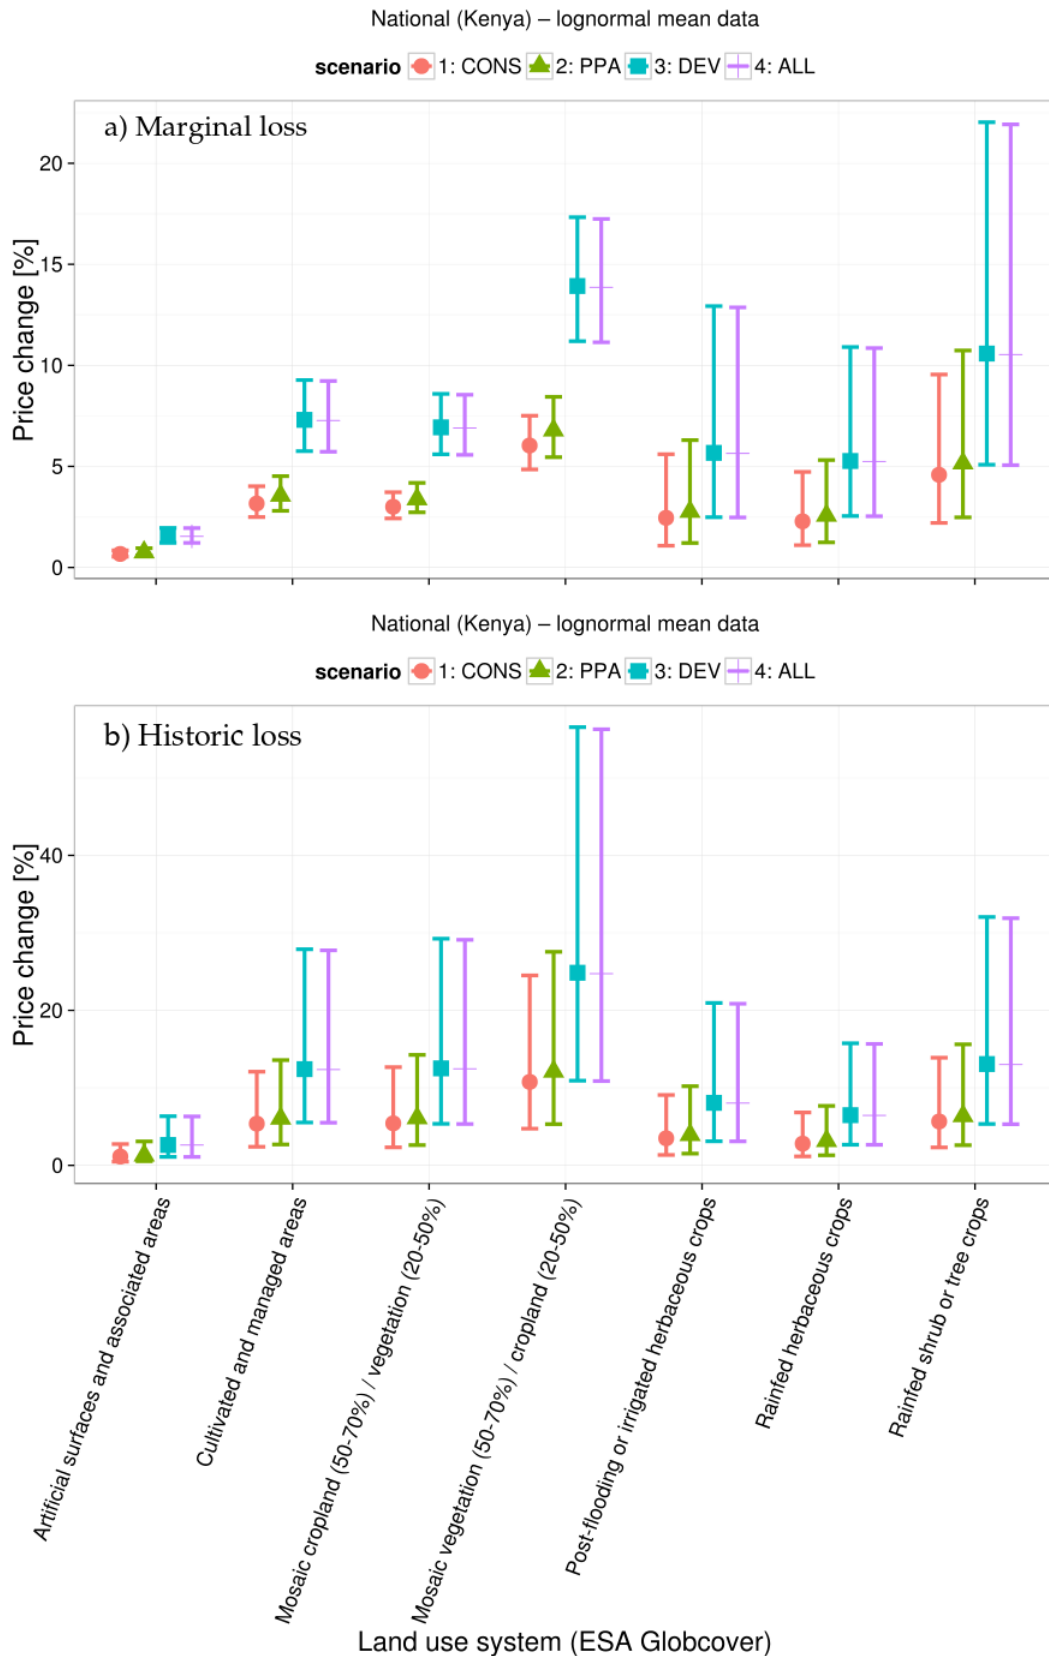 National (Kenya) – lognormal mean data
scenario 1: CONS 2: PPA 3: DEV 4: ALL
a) Marginal loss
Price change [%]
20
15
10
5
0
National (Kenya) – lognormal mean data
scenario 1: CONS 2: PPA 3: DEV 4: ALL
b) Historic loss
Price change [%]
40
20
0
Artificial surfaces and associated areas
Cultivated and managed areas
Mosaic cropland (50-70%) / vegetation (20-50%)
Mosaic vegetation (50-70%) / cropland (20-50%)
Post-flooding or irrigated herbaceous crops
Rainfed herbaceous crops
Rainfed shrub or tree crops
Land use system (ESA Globcover)